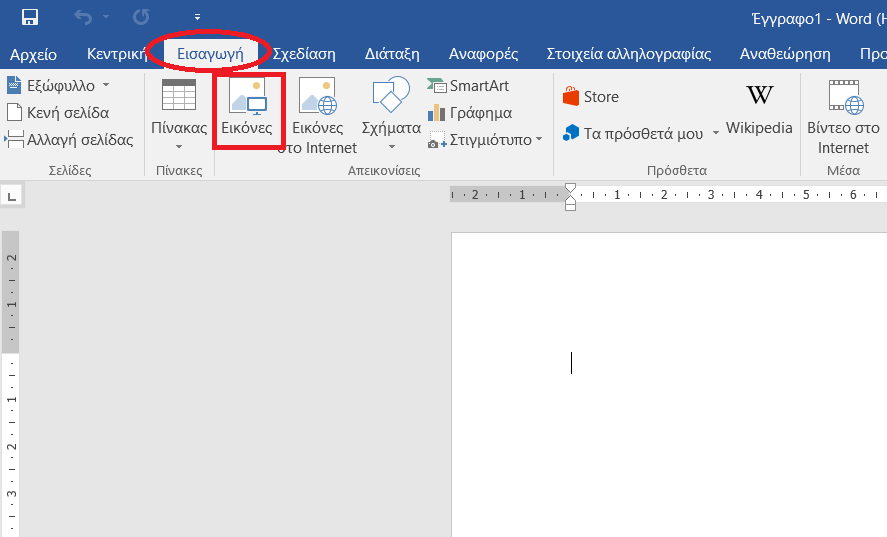 Έγγραφο1 - Word (Η
Αρχείο Κεντρική Εισαγωγή Σχεδίαση Διάταξη Αναφορές Στοιχεία αλληλογραφίας Αναθεώρηση Προ
Εξώφυλλο
Κενή σελίδα
Αλλαγή σελίδας
Σελίδες
Πίνακας
Πίνακες
Εικόνες
Εικόνες
στο Internet
Σχήματα
SmartArt
Γράφημα
Στιγμιότυπο
Απεικονίσεις
Store
Τα πρόσθετά μου
W
Wikipedia
Πρόσθετα
Βίντεο στο
Internet
Μέσα
2 1 1 2 3 4 5 6
2
1
1
2
3